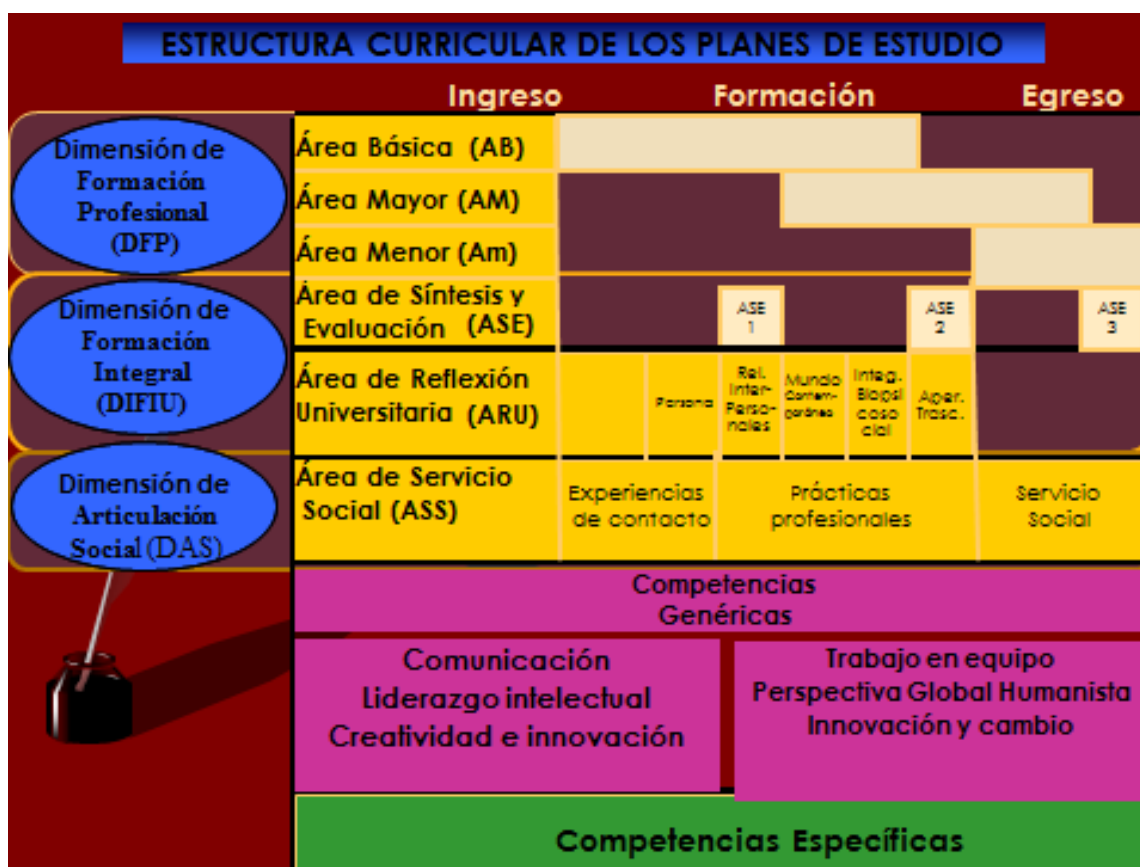 ESTRUCTURA CURRICULAR DE LOS PLANES DE ESTUDIO
Ingreso Formación Egreso
Dimensión de
Formación
Profesional
(DFP)
Área Básica (AB)
Área Mayor (AM)
Área Menor (Am)
Dimensión de
Formación
Integral
(DIFIU)
Área de Síntesis y
Evaluación (ASE)
ASE
1
ASE
2
ASE
3
Área de Reflexión
Universitaria (ARU)
Persona
Rel.
Inter-
Perso-
nales
Mundo
Contem-
poráneo
Integ.
Biopsi
coso
cial
Aper.
Trasc.
Dimensión de
Articulación
Social (DAS)
Área de Servicio
Social (ASS)
Experiencias
de contacto
Prácticas
profesionales
Servicio
Social
Competencias
Genéricas
Comunicación
Liderazgo intelectual
Creatividad e innovación
Trabajo en equipo
Perspectiva Global Humanista
Innovación y cambio
Competencias Específicas